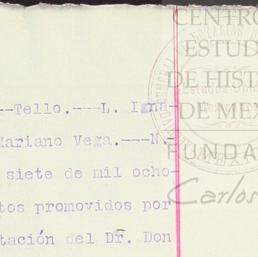 CENTRO
ESTUD
DE HIST
DE MEX
FUNDA
Carlos
--Tello.---L. Igna-
Mariano Vega.---N.-
siete de mil ocho-
tos promovidos por
tación del Dr. Don